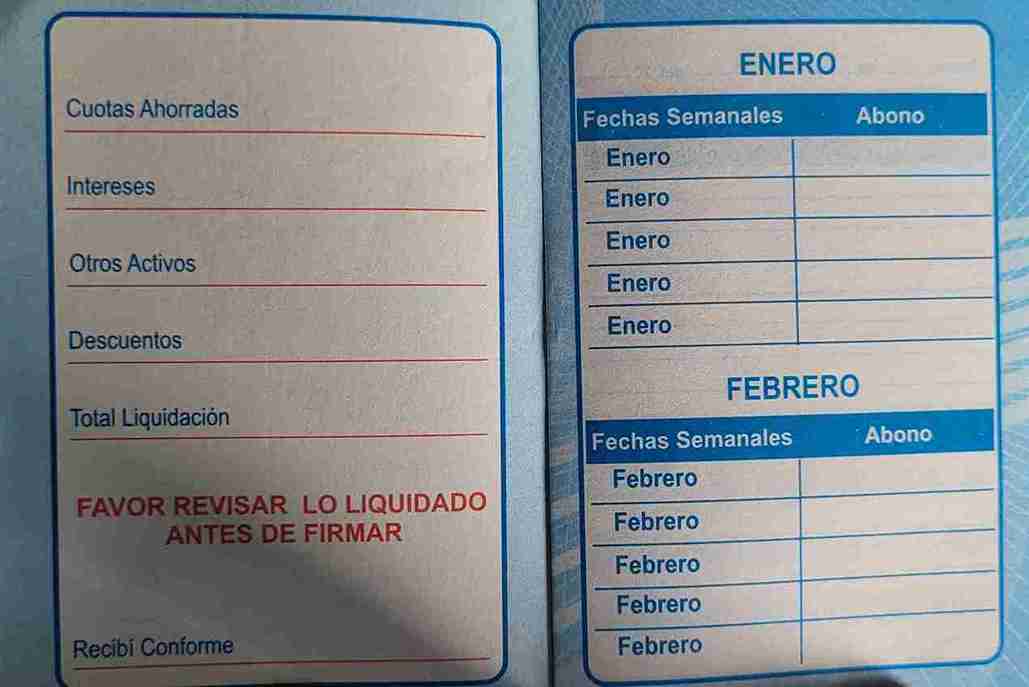 Cuotas Ahorradas
Intereses
Otros Activos
Descuentos
Total Liquidación
FAVOR REVISAR LO LIQUIDADO
ANTES DE FIRMAR
Recibí Conforme
ENERO
Fechas Semanales Abono
Enero
Enero
Enero
Enero
Enero
FEBRERO
Fechas Semanales Abono
Febrero
Febrero
Febrero
Febrero
Febrero